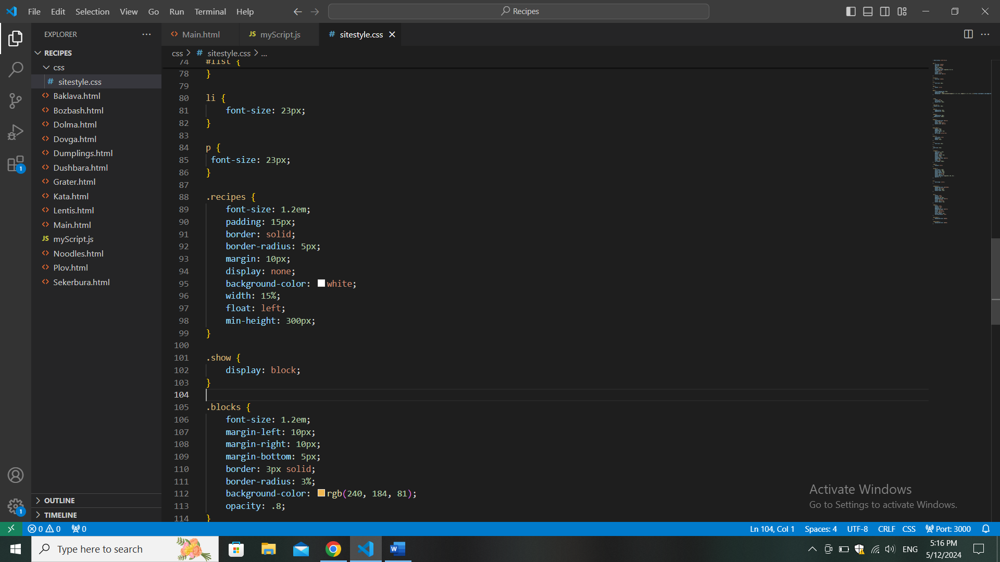 File Edit Selection View Go Run Terminal Help
Recipes
EXPLORER
RECIPES
css
# sitestyle.css
<> Baklava.html
<> Bozbash.html
<> Dolma.html
<> Dovga.html
<> Dumplings.html
<> Dushbara.html
<> Grater.html
<> Kata.html
<> Lentis.html
<> Main.html
JS myScript.js
<> Noodles.html
<> Plov.html
<> Sekerbura.html
OUTLINE
TIMELINE
1
1
<> Main.html JS myScript.js # sitestyle.css
css > # sitestyle.css > ...
74 #list {
78 }
79
80 li {
81 font-size: 23px;
82 }
83
84 p {
85 font-size: 23px;
86 }
87
88 .recipes {
89 font-size: 1.2em;
90 padding: 15px;
91 border: solid;
92 border-radius: 5px;
93 margin: 10px;
94 display: none;
95 background-color: white;
96 width: 15%;
97 float: left;
98 min-height: 300px;
99 }
100
101 .show {
102 display: block;
103 }
104
105 .blocks {
106 font-size: 1.2em;
107 margin-left: 10px;
108 margin-right: 10px;
109 margin-bottom: 5px;
110 border: 3px solid;
111 border-radius: 3%;
112 background-color: rgb(240, 184, 81);
113 opacity: .8;
114 }
Activate Windows
Go to Settings to activate Windows.
0 0 0 Ln 104, Col 1 Spaces: 4 UTF-8 CRLF CSS Port: 3000
Type here to search
ENG
5:16 PM
5/12/2024